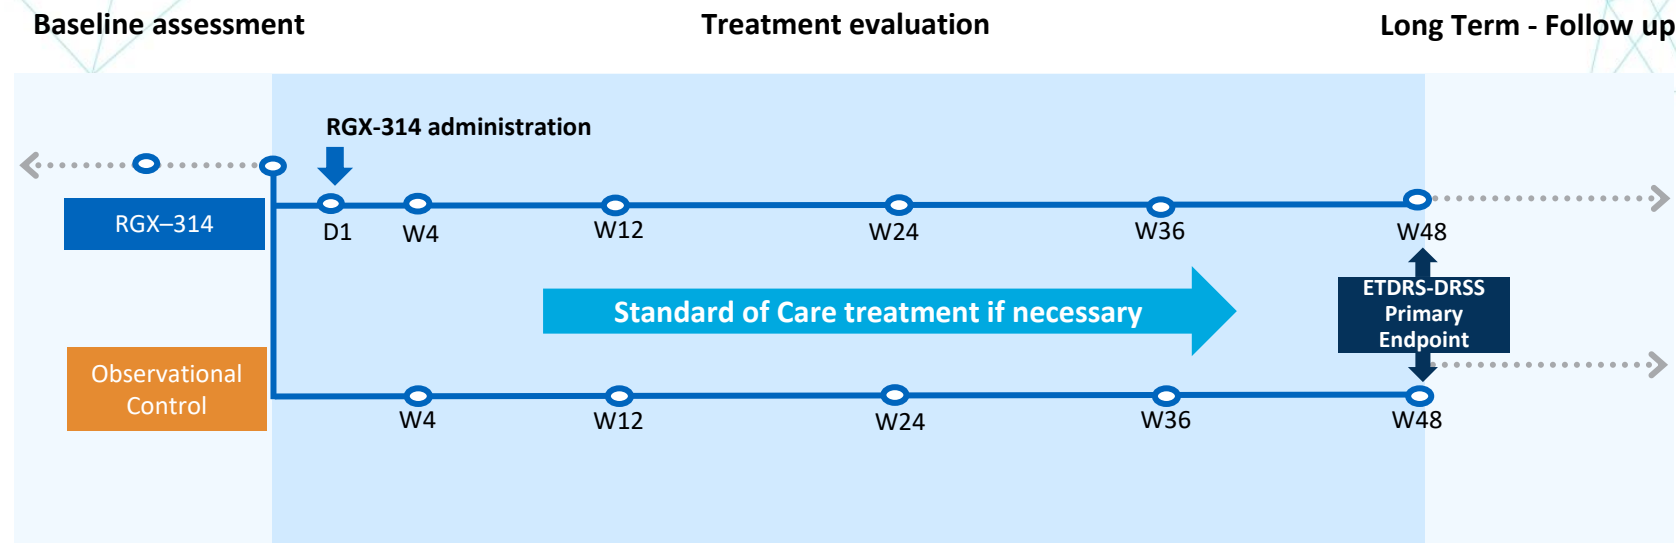 Baseline assessment
Treatment evaluation
Long Term - Follow up
RGX-314 administration
RGX–314
D1
W4
W12
W24
W36
W48
Standard of Care treatment if necessary
ETDRS-DRSS
Primary
Endpoint
Observational
Control
W4
W12
W24
W36
W48